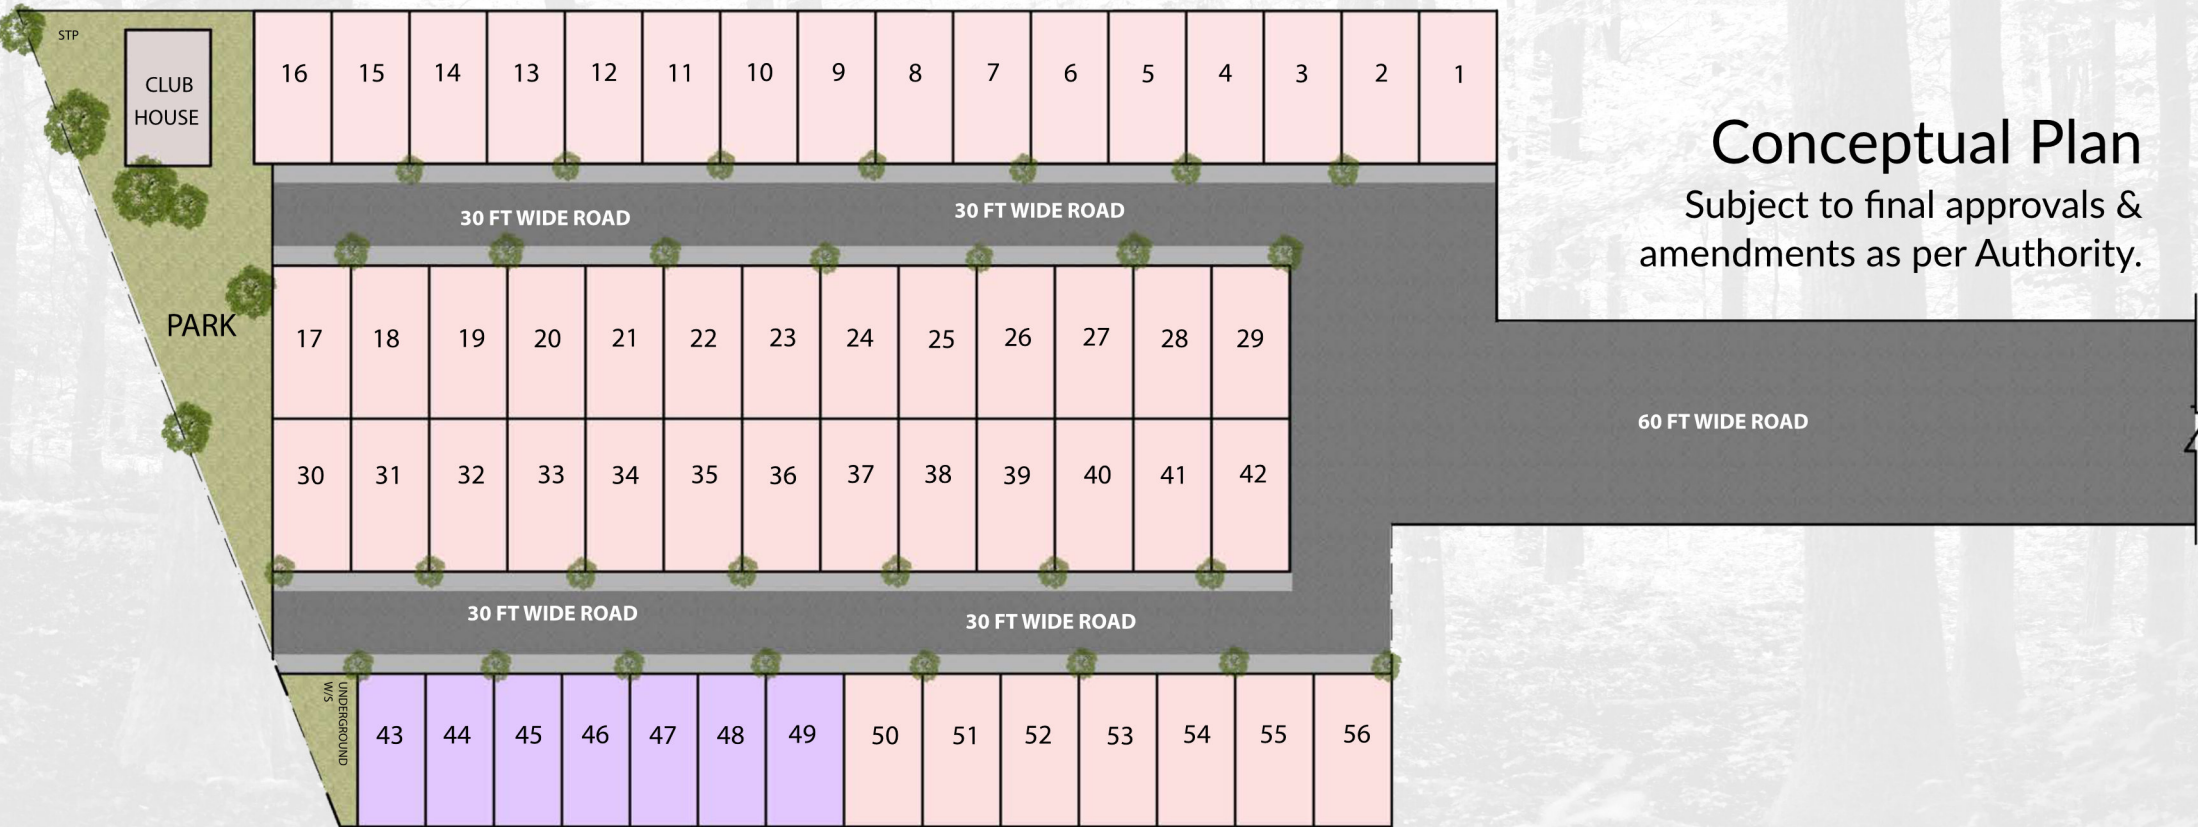 STP
CLUB
HOUSE
16 15 14 13 12 11 10 9 8 7 6 5 4 3 2 1
Conceptual Plan
Subject to final approvals &
amendments as per Authority.
30 FT WIDE ROAD
30 FT WIDE ROAD
PARK
17 18 19 20 21 22 23 24 25 26 27 28 29
60 FT WIDE ROAD
30 31 32 33 34 35 36 37 38 39 40 41 42
30 FT WIDE ROAD
30 FT WIDE ROAD
UNDERGROUND
W/S
43 44 45 46 47 48 49 50 51 52 53 54 55 56